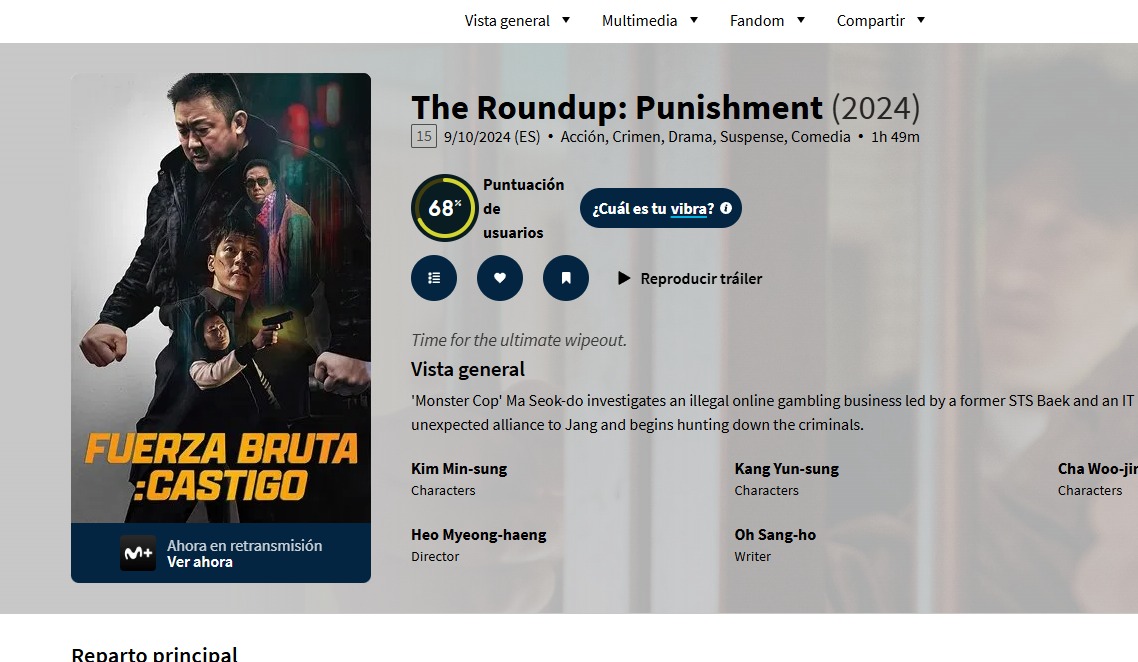 Vista general
Multimedia
Fandom
Compartir
The Roundup: Punishment (2024)
15 9/10/2024 (ES) • Acción, Crimen, Drama, Suspense, Comedia • 1h 49m
68%
Puntuación
de
usuarios
¿Cuál es tu vibra?
Reproducir tráiler
Time for the ultimate wipeout.
Vista general
'Monster Cop' Ma Seok-do investigates an illegal online gambling business led by a former STS Baek and an IT
unexpected alliance to Jang and begins hunting down the criminals.
Kim Min-sung
Characters
Kang Yun-sung
Characters
Cha
Characters
Heo Myeong-haeng
Director
Oh Sang-ho
Writer
FUERZA BRUTA
:CASTIGO
M+
Ahora en retransmisión
Ver ahora
Reparto principal